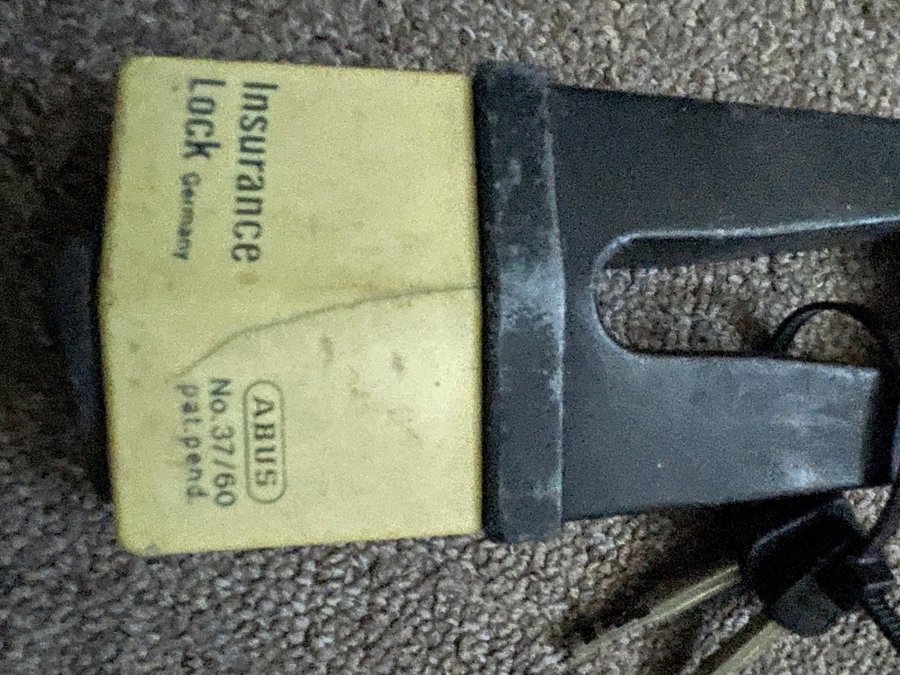 Insurance
Lock Germany
ABUS
No.37/60
pat.pend.